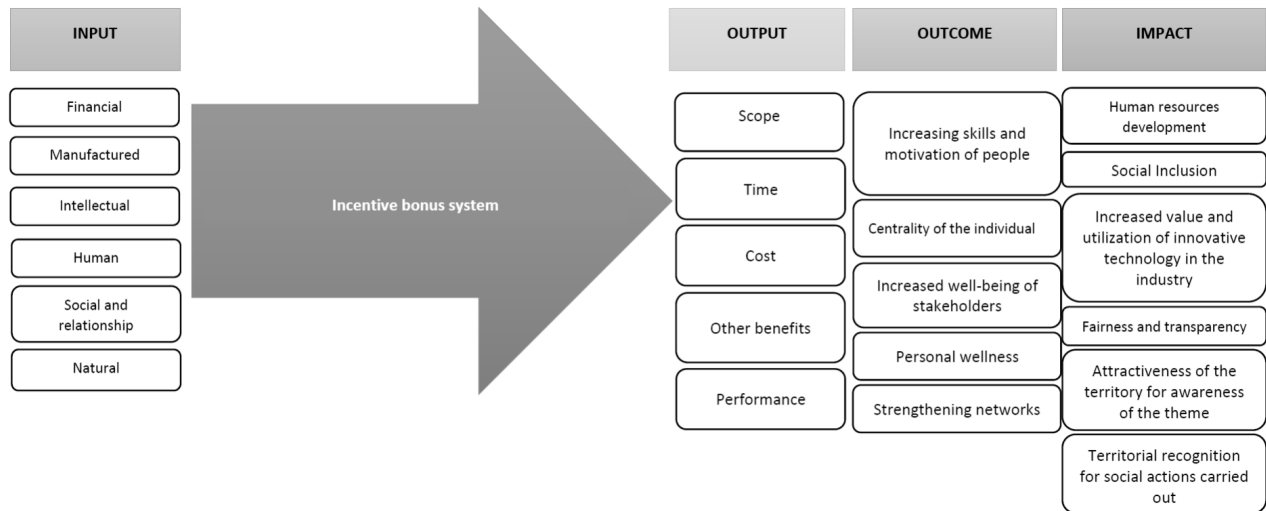 INPUT
Financial
Manufactured
Intellectual
Human
Social and
relationship
Natural
Incentive bonus system
OUTPUT
Scope
Time
Cost
Other benefits
Performance
OUTCOME
Increasing skills and
motivation of people
Centrality of the individual
Increased well-being of
stakeholders
Personal wellness
Strengthening networks
IMPACT
Human resources
development
Social Inclusion
Increased value and
utilization of innovative
technology in the
industry
Fairness and transparency
Attractiveness of the
territory for awareness
of the theme
Territorial recognition
for social actions carried
out